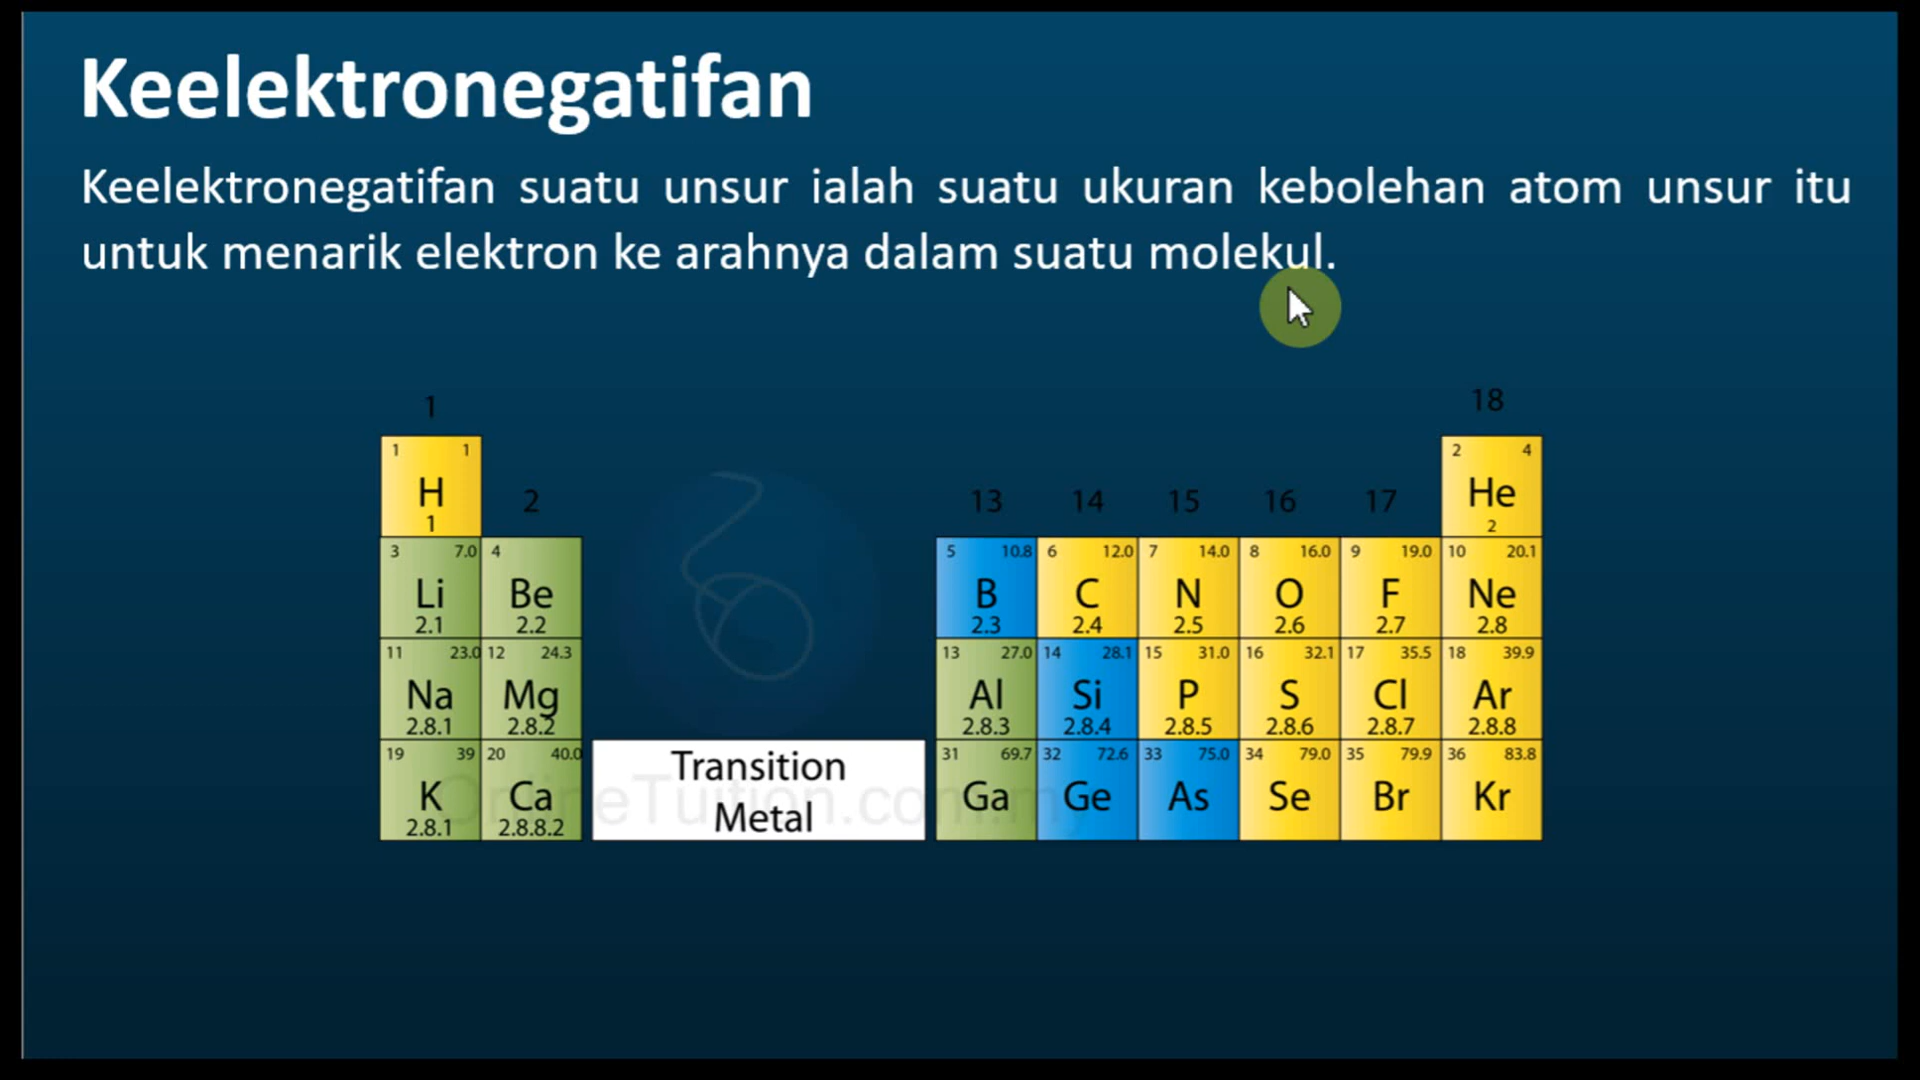 Keelektronegatifan
Keelektronegatifan suatu unsur ialah suatu ukuran kebolehan atom unsur itu
untuk menarik elektron ke arahnya dalam suatu molekul.
1 18
1 1 2 4
H 2 13 14 15 16 17 He
1 2
3 7.0 4 5 10.8 6 12.0 7 14.0 8 16.0 9 19.0 10 20.1
Li Be B C N O F Ne
2.1 2.2 2.3 2.4 2.5 2.6 2.7 2.8
11 23.0 12 24.3 13 27.0 14 28.1 15 31.0 16 32.1 17 35.5 18 39.9
Na Mg Al Si P S Cl Ar
2.8.1 2.8.2 2.8.3 2.8.4 2.8.5 2.8.6 2.8.7 2.8.8
19 39 20 40.0 31 69.7 32 72.6 33 75.0 34 79.0 35 79.9 36 83.8
K Ca Transition Ga Ge As Se Br Kr
2.8.1 2.8.8.2 Metal
OnlineTuition.com.my